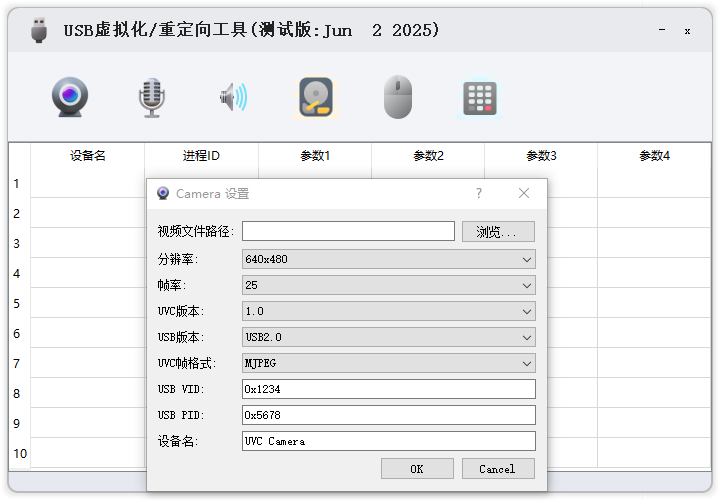 USB虚拟化/重定向工具(测试版:Jun  2 2025)
设备名 进程ID 参数1 参数2 参数3 参数4
1
Camera 设置 ?
2
视频文件路径: 浏览...
3
分辨率: 640x480
4
帧率: 25
5
UVC版本: 1.0
6
USB版本: USB2.0
7
UVC帧格式: MJPEG
8
USB VID: 0x1234
9
USB PID: 0x5678
10
设备名: UVC Camera
OK Cancel